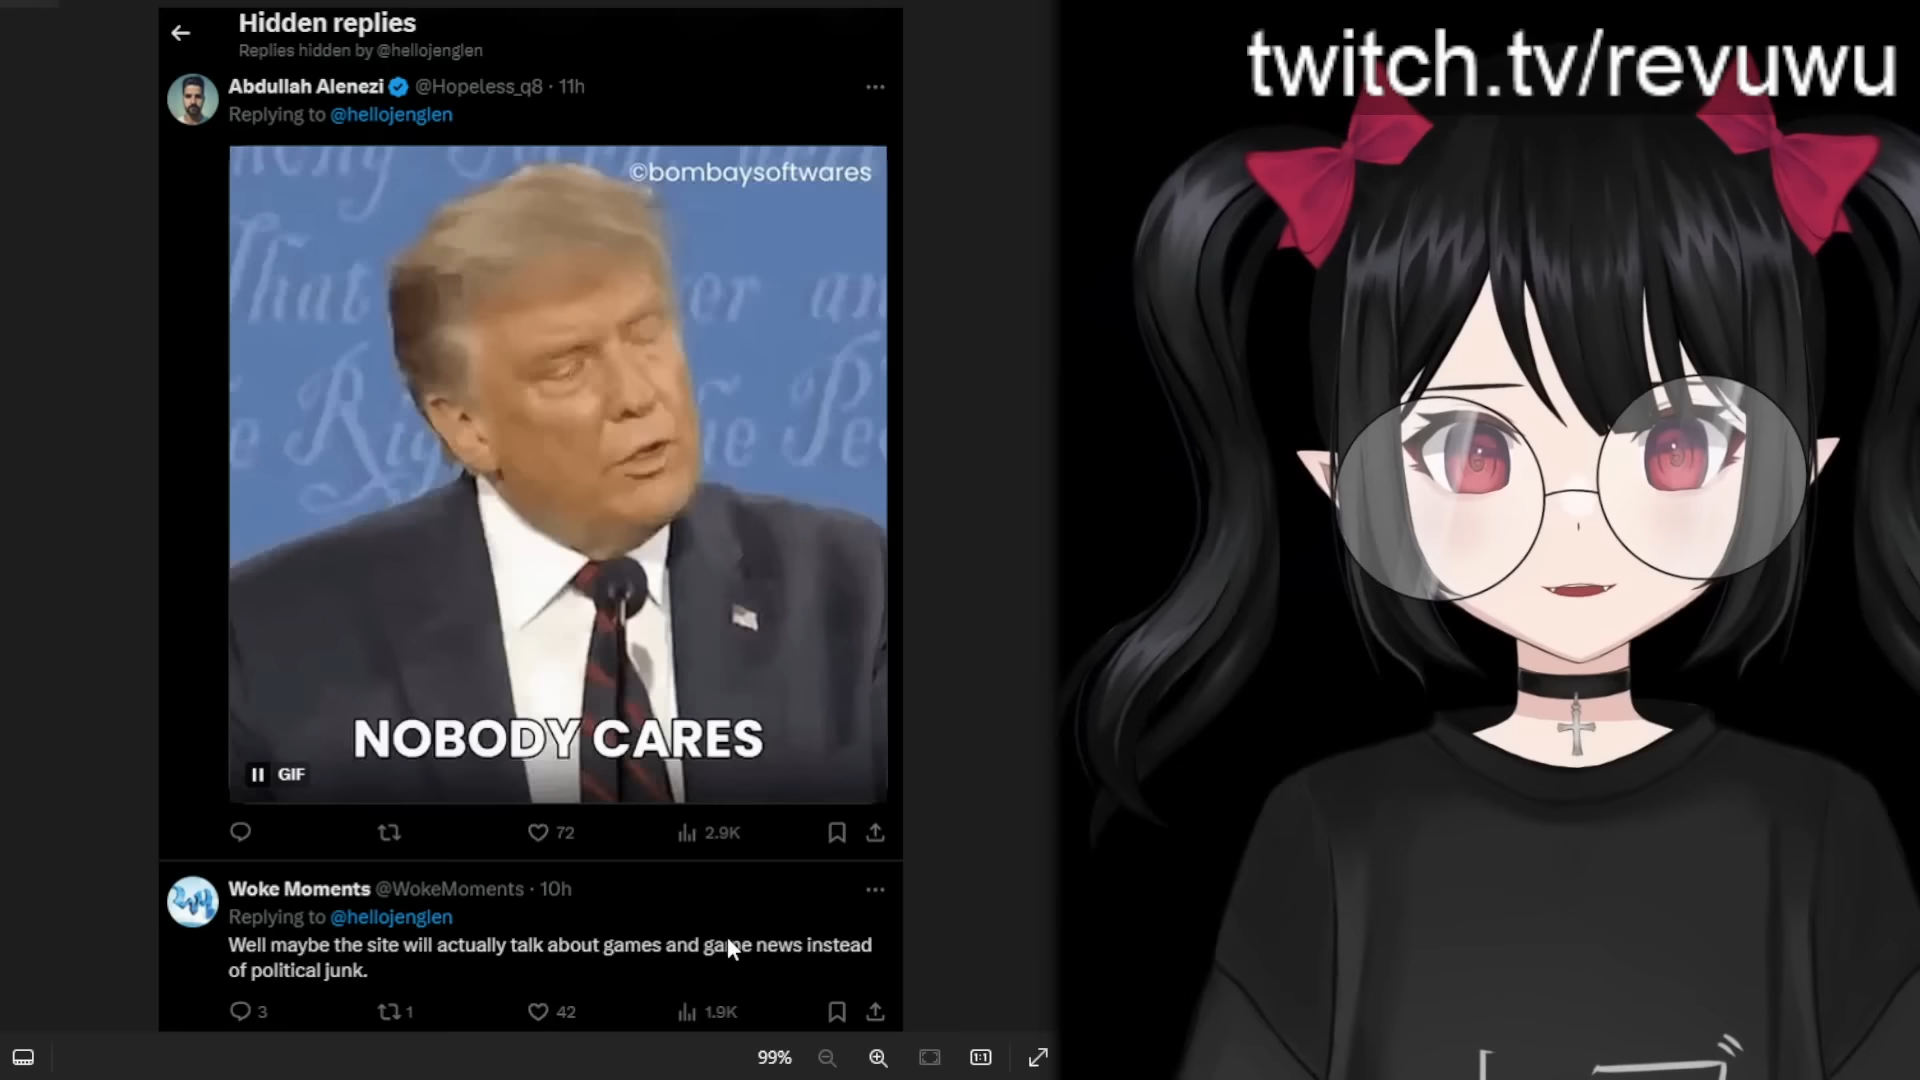 Hidden replies
Replies hidden by @hellojenglen
Abdullah Alenezi @Hopeless_q8 · 11h
Replying to @hellojenglen
©bombaysoftwares
NOBODY CARES
GIF
72
2.9K
Woke Moments @WokeMoments · 10h
Replying to @hellojenglen
Well maybe the site will actually talk about games and game news instead
of political junk.
3
1
42
1.9K
99%
1:1
twitch.tv/revuwu